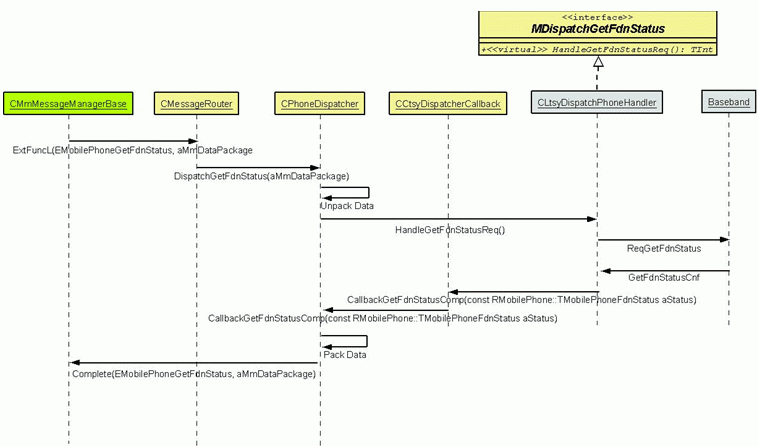 <<interface>>
MDispatchGetFdnStatus
+<<virtual>> HandleGetFdnStatusReq(): TInt
CMmMessageManagerBase
CMessageRouter
CPhoneDispatcher
CCtsyDispatcherCallback
CLtsyDispatchPhoneHandler
Baseband
ExtFuncL(EMobilePhoneGetFdnStatus, aMmDataPackage
DispatchGetFdnStatus(aMmDataPackage)
Unpack Data
HandleGetFdnStatusReq()
ReqGetFdnStatus
GetFdnStatusCnf
CallbackGetFdnStatusComp(const RMobilePhone::TMobilePhoneFdnStatus aStatus)
CallbackGetFdnStatusComp(const RMobilePhone::TMobilePhoneFdnStatus aStatus)
Pack Data
Complete(EMobilePhoneGetFdnStatus, aMmDataPackage)